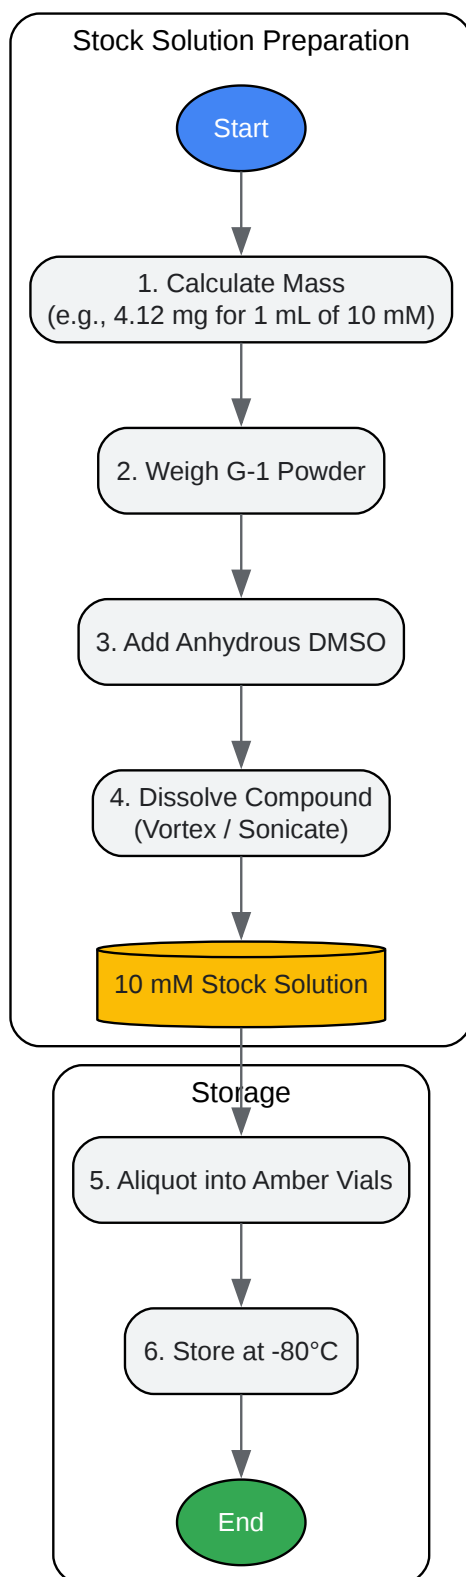 Stock Solution Preparation
Start
1. Calculate Mass
(e.g., 4.12 mg for 1 mL of 10 mM)
2. Weigh G-1 Powder
3. Add Anhydrous DMSO
4. Dissolve Compound
(Vortex / Sonicate)
10 mM Stock Solution
Storage
5. Aliquot into Amber Vials
6. Store at -80°C
End